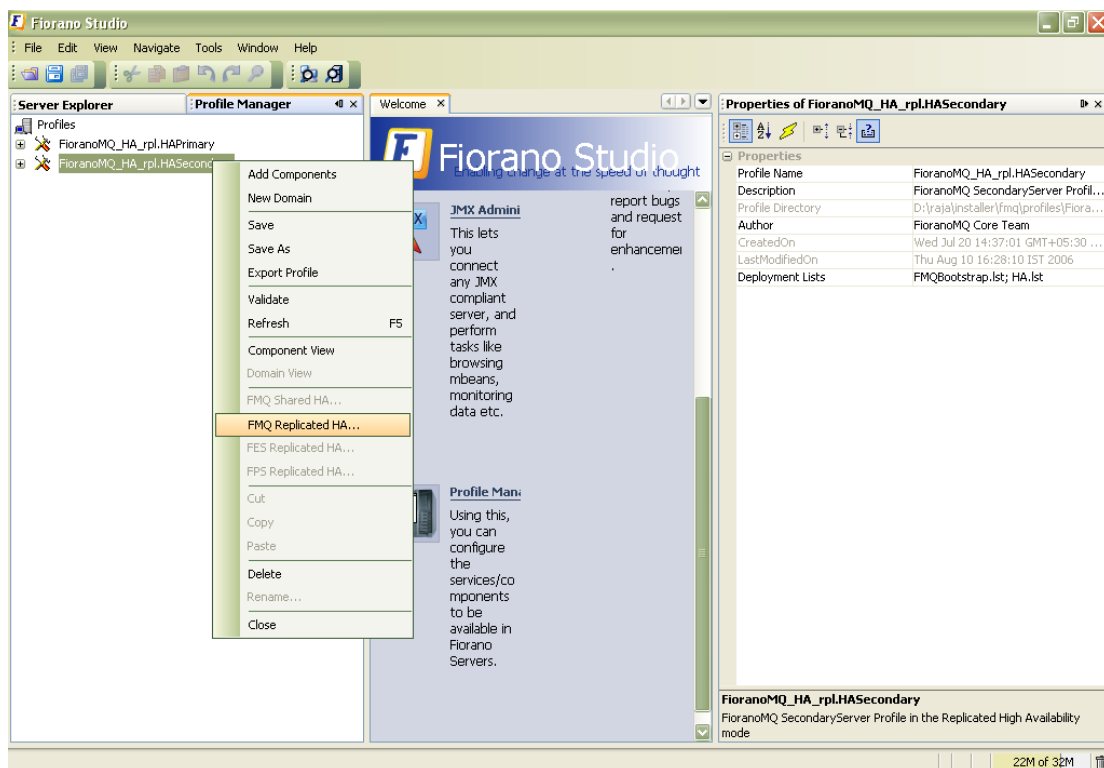 Fiorano Studio
File Edit View Navigate Tools Window Help
Server Explorer
Profile Manager
Profiles
FioranoMQ_HA_rpl.HAPrimary
FioranoMQ_HA_rpl.HASecond
Add Components
New Domain
Save
Save As
Export Profile
Validate
Refresh F5
Component View
Domain View
FMQ Shared HA...
FMQ Replicated HA...
FES Replicated HA...
FPS Replicated HA...
Cut
Copy
Paste
Delete
Rename...
Close
Welcome
Fiorano Studio
Enabling change at the speed of thought
JMX Admini
This lets
you
connect
any JMX
compliant
server, and
perform
tasks like
browsing
mbeans,
monitoring
data etc.
report bugs
and request
for
enhancemei
.
Profile Mana
Using this,
you can
configure
the
services/co
mponents
to be
available in
Fiorano
Servers.
Properties of FioranoMQ_HA_rpl.HASecondary
Properties
Profile Name FioranoMQ_HA_rpl.HASecondary
Description FioranoMQ SecondaryServer Profil...
Profile Directory D:\raja\installer\fmq\profiles\Fiora...
Author FioranoMQ Core Team
CreatedOn Wed Jul 20 14:37:01 GMT+05:30 ...
LastModifiedOn Thu Aug 10 16:28:10 IST 2006
Deployment Lists FMQBootstrap.lst; HA.lst
FioranoMQ_HA_rpl.HASecondary
FioranoMQ SecondaryServer Profile in the Replicated High Availability
mode
22M of 32M